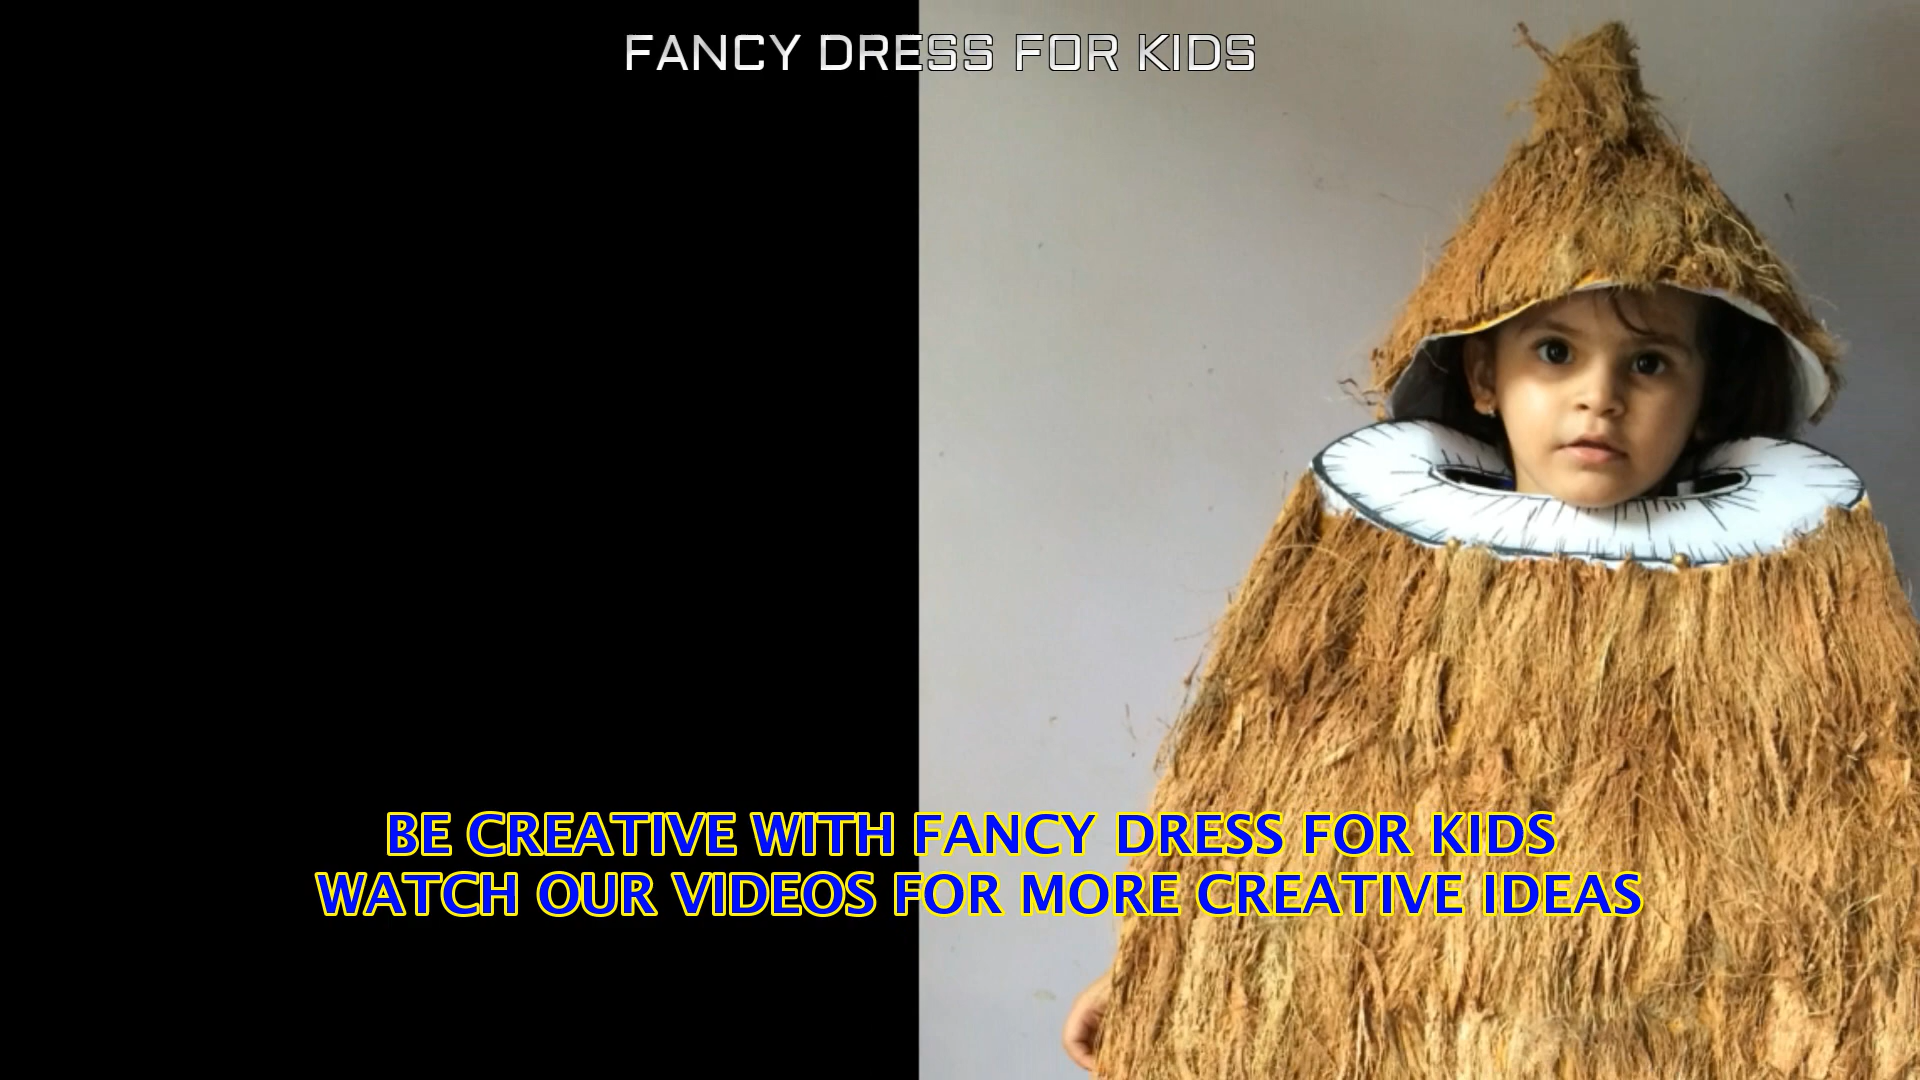 FANCY DRESS FOR KIDS
BE CREATIVE WITH FANCY DRESS FOR KIDS
WATCH OUR VIDEOS FOR MORE CREATIVE IDEAS